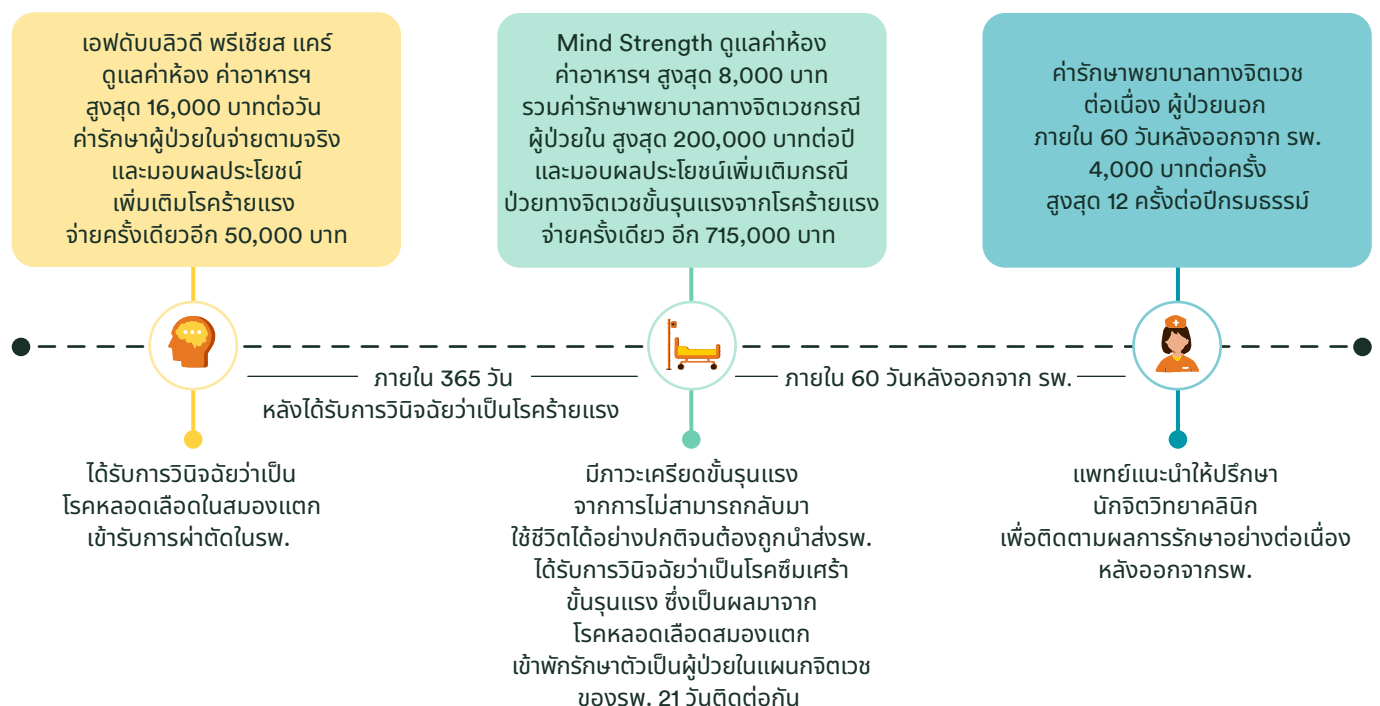 เอฟดับบลิวดี พรีเชียส แคร์
ดูแลค่าห้อง ค่าอาหารฯ
สูงสุด 16,000 บาทต่อวัน
ค่ารักษาผู้ป่วยในจ่ายตามจริง
และมอบผลประโยชน์
เพิ่มเติมโรคร้ายแรง
จ่ายครั้งเดียวอีก 50,000 บาท
Mind Strength ดูแลค่าห้อง
ค่าอาหารฯ สูงสุด 8,000 บาท
รวมค่ารักษาพยาบาลทางจิตเวชกรณี
ผู้ป่วยใน สูงสุด 200,000 บาทต่อปี
และมอบผลประโยชน์เพิ่มเติมกรณี
ป่วยทางจิตเวชขั้นรุนแรงจากโรคร้ายแรง
จ่ายครั้งเดียว อีก 715,000 บาท
ค่ารักษาพยาบาลทางจิตเวช
ต่อเนื่อง ผู้ป่วยนอก
ภายใน 60 วันหลังออกจาก รพ.
4,000 บาทต่อครั้ง
สูงสุด 12 ครั้งต่อปีกรมธรรม์
ภายใน 365 วัน
หลังได้รับการวินิจฉัยว่าเป็นโรคร้ายแรง
ภายใน 60 วันหลังออกจาก รพ.
ได้รับการวินิจฉัยว่าเป็น
โรคหลอดเลือดในสมองแตก
เข้ารับการผ่าตัดในรพ.
มีภาวะเครียดขั้นรุนแรง
จากการไม่สามารถกลับมา
ใช้ชีวิตได้อย่างปกติจนต้องถูกนำส่งรพ.
ได้รับการวินิจฉัยว่าเป็นโรคซึมเศร้า
ขั้นรุนแรง ซึ่งเป็นผลมาจาก
โรคหลอดเลือดสมองแตก
เข้าพักรักษาตัวเป็นผู้ป่วยในแผนกจิตเวช
ของรพ. 21 วันติดต่อกัน
แพทย์แนะนำให้ปรึกษา
นักจิตวิทยาคลินิก
เพื่อติดตามผลการรักษาอย่างต่อเนื่อง
หลังออกจากรพ.